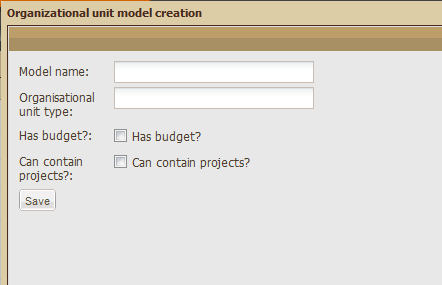 Organizational unit model creation
Model name:
Organisational
unit type:
Has budget?: Has budget?
Can contain
projects?:
Can contain projects?
Save